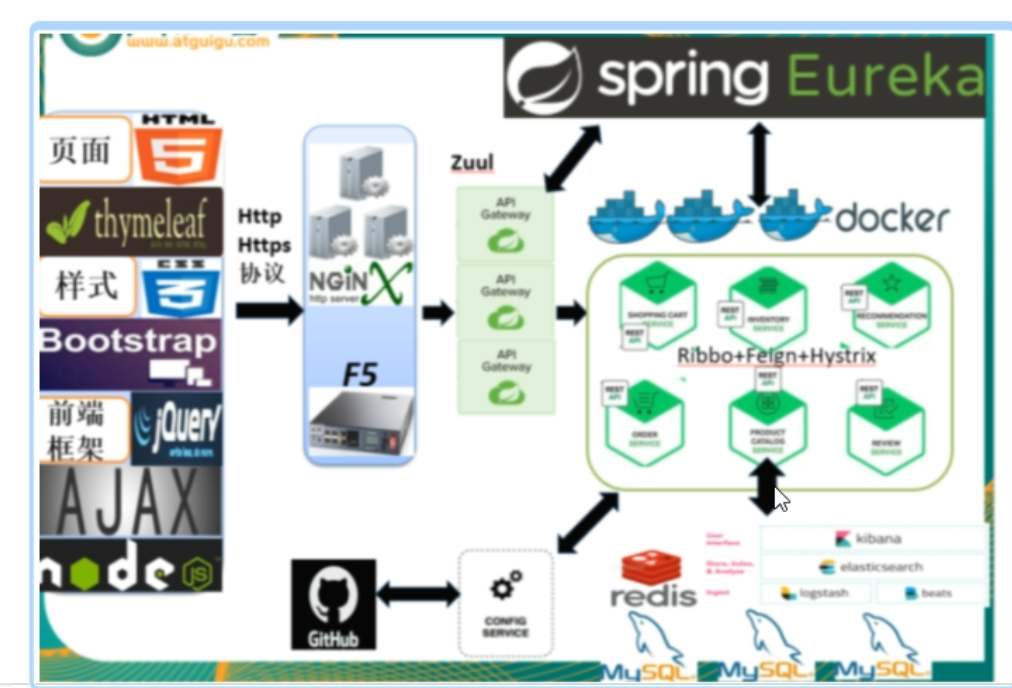 www.atguigu.com
spring Eureka
HTML
5
页面
thymeleaf
样式
CSS
3
Bootstrap
前端
框架
jQuery
AJAX
node JS
Http
Https
协议
NGiNX
http server
F5
Zuul
API
Gateway
API
Gateway
API
Gateway
docker
SHOPPING CART
SERVICE
REST
API
INVENTORY
SERVICE
REST
API
RECOMMENDATION
SERVICE
REST
API
Ribbo+Feign+Hystrix
ORDER
SERVICE
REST
API
PRODUCT
CATALOG
SERVICE
REST
API
REVIEW
SERVICE
REST
API
GitHub
CONFIG
SERVICE
redis
User
Interface
Store, Index,
& Analyze
Ingest
kibana
elasticsearch
logstash
beats
MySQL
MySQL
MySQL